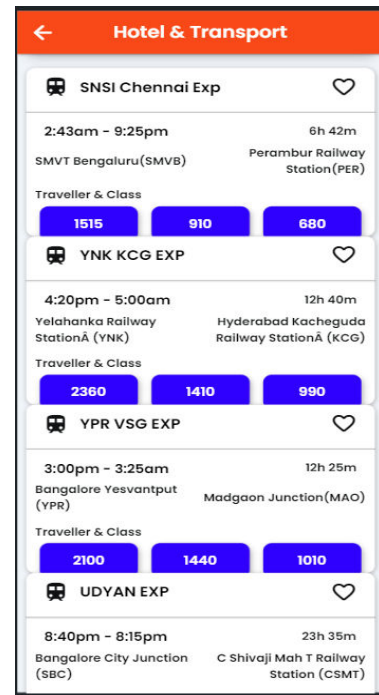 Hotel & Transport
SNSI Chennai Exp
2:43am - 9:25pm 6h 42m
SMVT Bengaluru(SMVB) Perambur Railway
Station(PER)
Traveller & Class
1515 910 680
YNK KCG EXP
4:20pm - 5:00am 12h 40m
Yelahanka Railway Hyderabad Kacheguda
StationÂ (YNK) Railway StationÂ (KCG)
Traveller & Class
2360 1410 990
YPR VSG EXP
3:00pm - 3:25am 12h 25m
Bangalore Yesvantput Madgaon Junction(MAO)
(YPR)
Traveller & Class
2100 1440 1010
UDYAN EXP
8:40pm - 8:15pm 23h 35m
Bangalore City Junction C Shivaji Mah T Railway
(SBC) Station (CSMT)